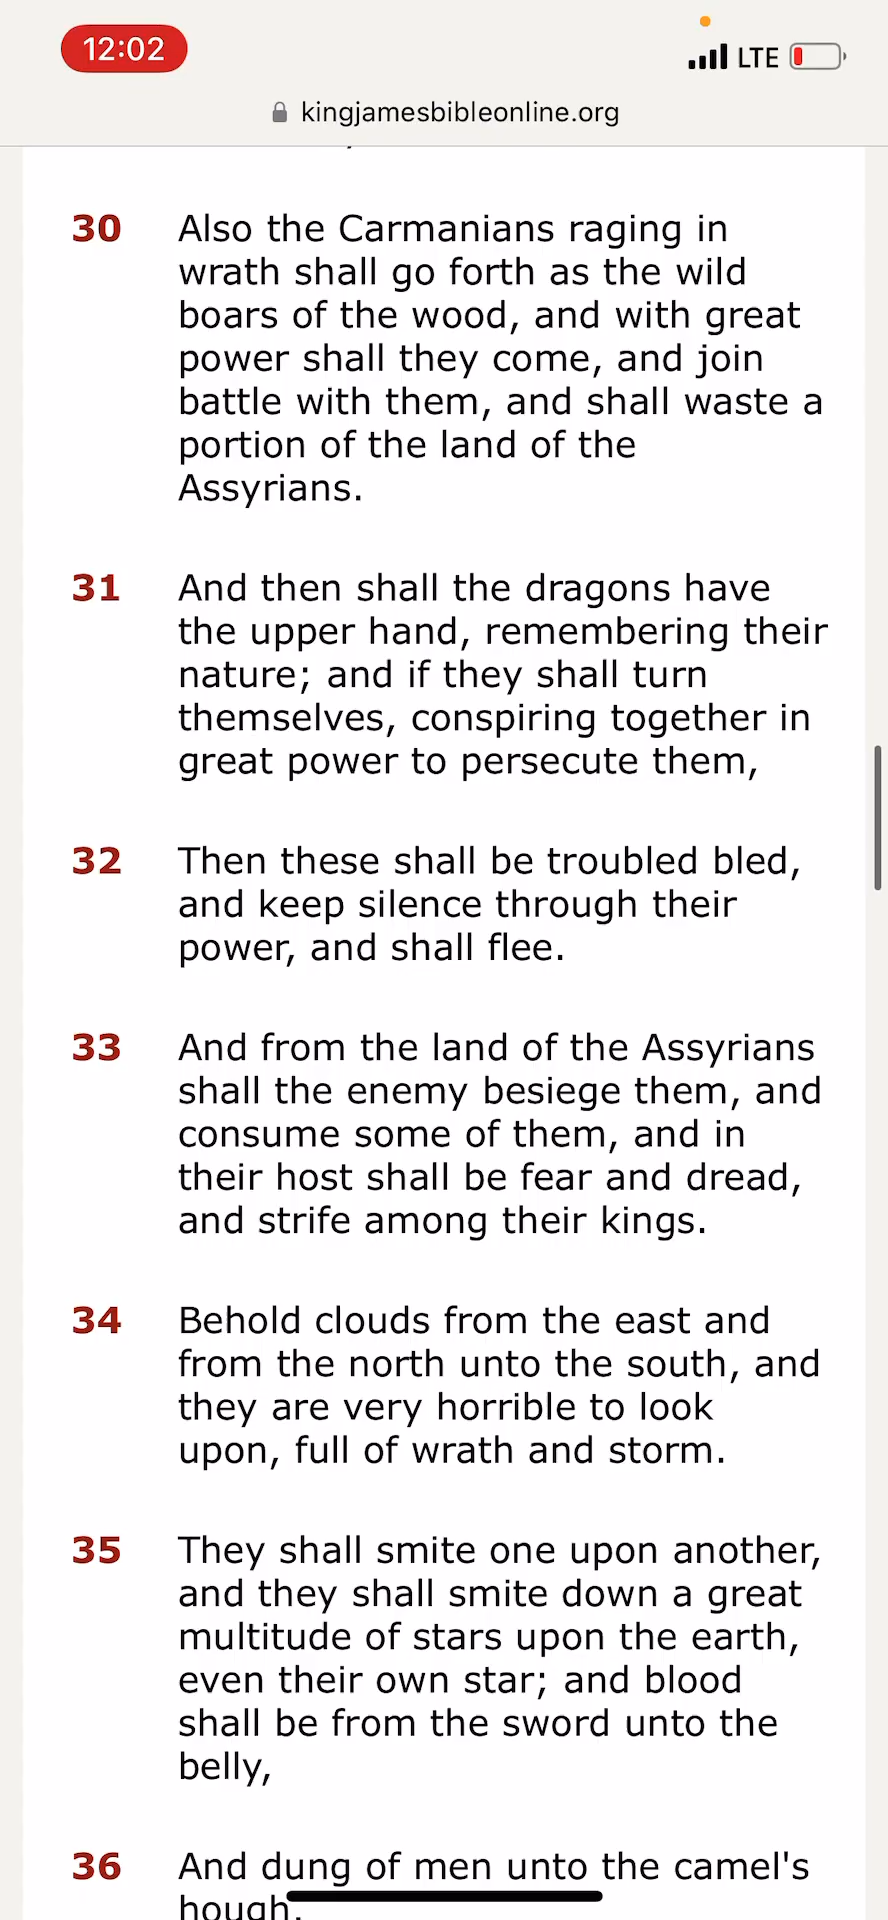 12:02
LTE
kingjamesbibleonline.org
30 Also the Carmanians raging in
wrath shall go forth as the wild
boars of the wood, and with great
power shall they come, and join
battle with them, and shall waste a
portion of the land of the
Assyrians.
31 And then shall the dragons have
the upper hand, remembering their
nature; and if they shall turn
themselves, conspiring together in
great power to persecute them,
32 Then these shall be troubled bled,
and keep silence through their
power, and shall flee.
33 And from the land of the Assyrians
shall the enemy besiege them, and
consume some of them, and in
their host shall be fear and dread,
and strife among their kings.
34 Behold clouds from the east and
from the north unto the south, and
they are very horrible to look
upon, full of wrath and storm.
35 They shall smite one upon another,
and they shall smite down a great
multitude of stars upon the earth,
even their own star; and blood
shall be from the sword unto the
belly,
36 And dung of men unto the camel's
hough.